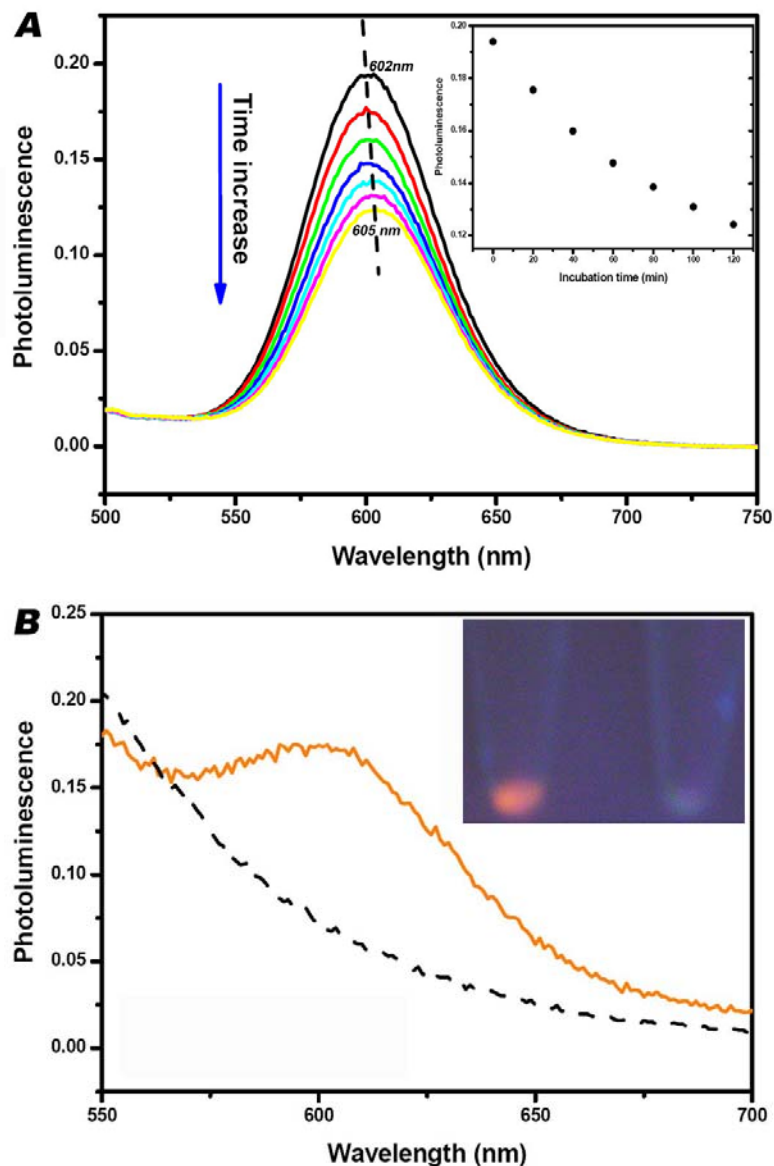 A
0.20
0.15
0.10
0.05
0.00
Photoluminescence
Time increase
602nm
605 nm
500 550 600 650 700 750
Wavelength (nm)
0.20
0.18
0.16
0.14
0.12
Photoluminescence
0 20 40 60 80 100 120
Incubation time (min)
B
0.25
0.20
0.15
0.10
0.05
0.00
Photoluminescence
550 600 650 700
Wavelength (nm)